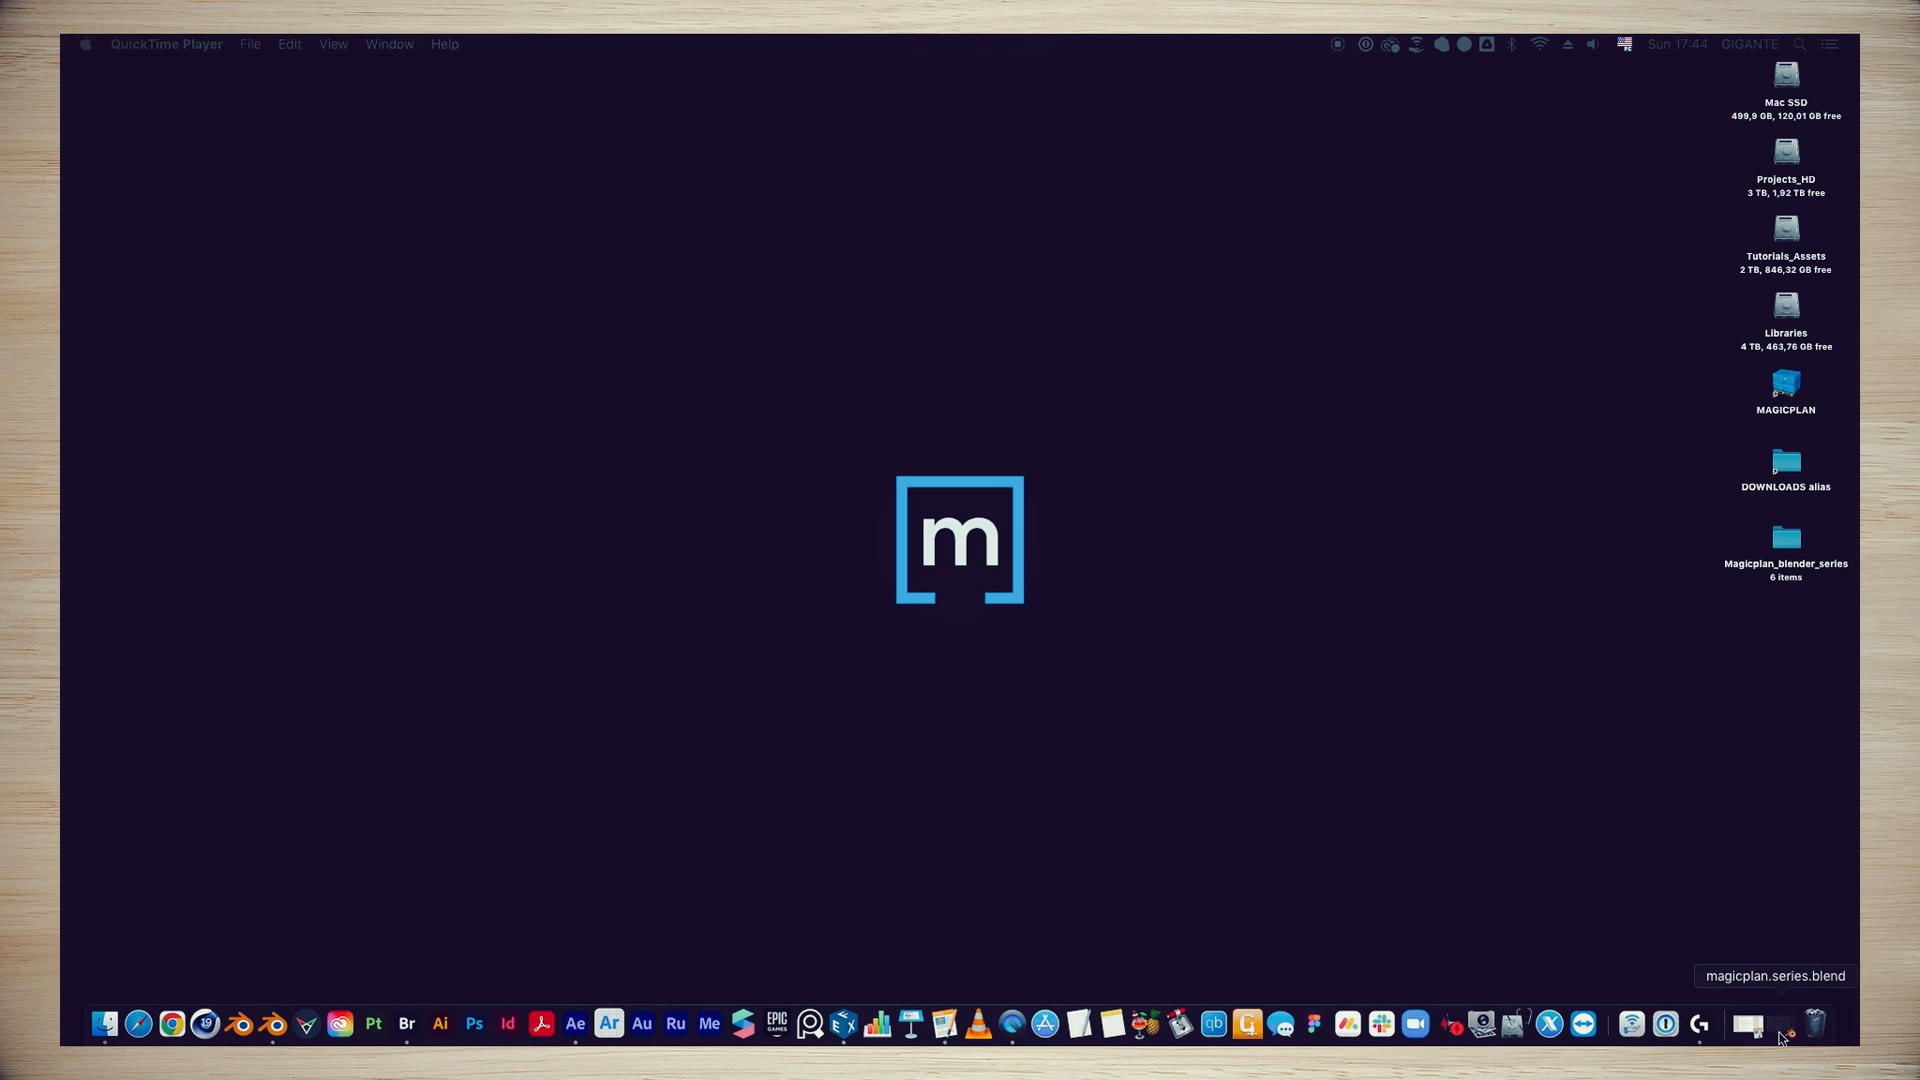 QuickTime Player File Edit View Window Help Sun 17:44 GIGANTE
Mac SSD
499,9 GB, 120,01 GB free
Projects_HD
3 TB, 1,92 TB free
Tutorials_Assets
2 TB, 846,32 GB free
Libraries
4 TB, 463,76 GB free
MAGICPLAN
DOWNLOADS alias
Magicplan_blender_series
6 items
m
magicplan.series.blend
19 Pt Br Ai Ps Id Ae Ar Au Ru Me EPIC GAMES qb G X G